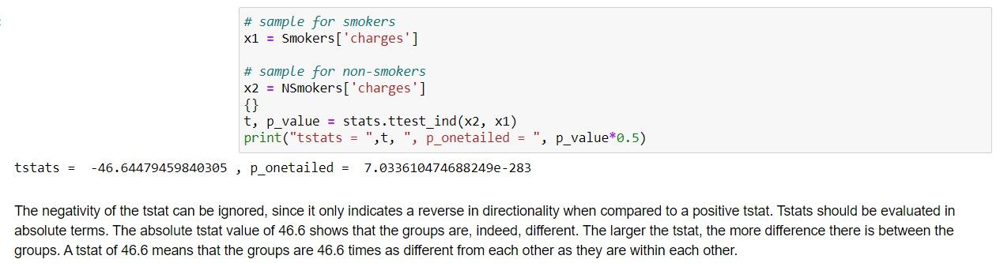 # sample for smokers
x1 = Smokers['charges']
# sample for non-smokers
x2 = NSmokers['charges']
{}
t, p_value = stats.ttest_ind(x2, x1)
print("tstats = ",t, ", p_onetailed = ", p_value*0.5)
tstats =  -46.64479459840305 , p_onetailed =  7.033610474688249e-283
The negativity of the tstat can be ignored, since it only indicates a reverse in directionality when compared to a positive tstat. Tstats should be evaluated in
absolute terms. The absolute tstat value of 46.6 shows that the groups are, indeed, different. The larger the tstat, the more difference there is between the
groups. A tstat of 46.6 means that the groups are 46.6 times as different from each other as they are within each other.